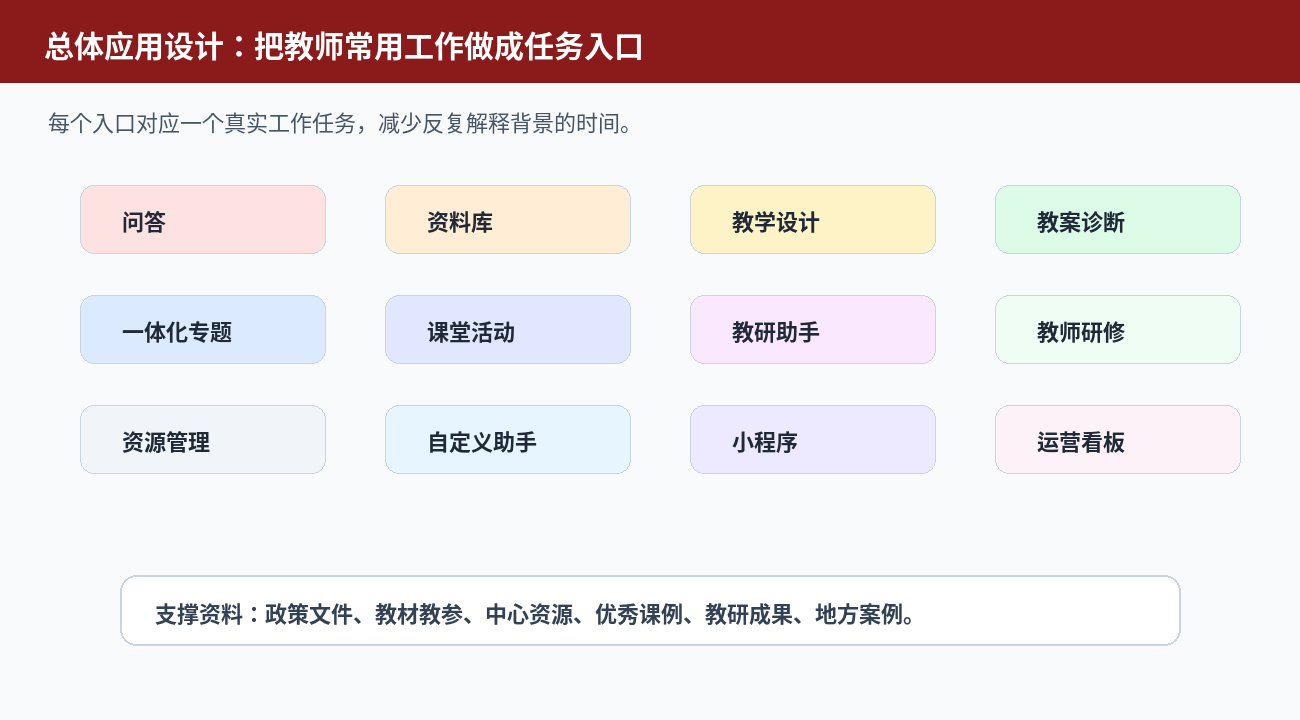 总体应用设计：把教师常用工作做成任务入口
每个入口对应一个真实工作任务，减少反复解释背景的时间。
问答
资料库
教学设计
教案诊断
一体化专题
课堂活动
教研助手
教师研修
资源管理
自定义助手
小程序
运营看板
支撑资料：政策文件、教材教参、中心资源、优秀课例、教研成果、地方案例。